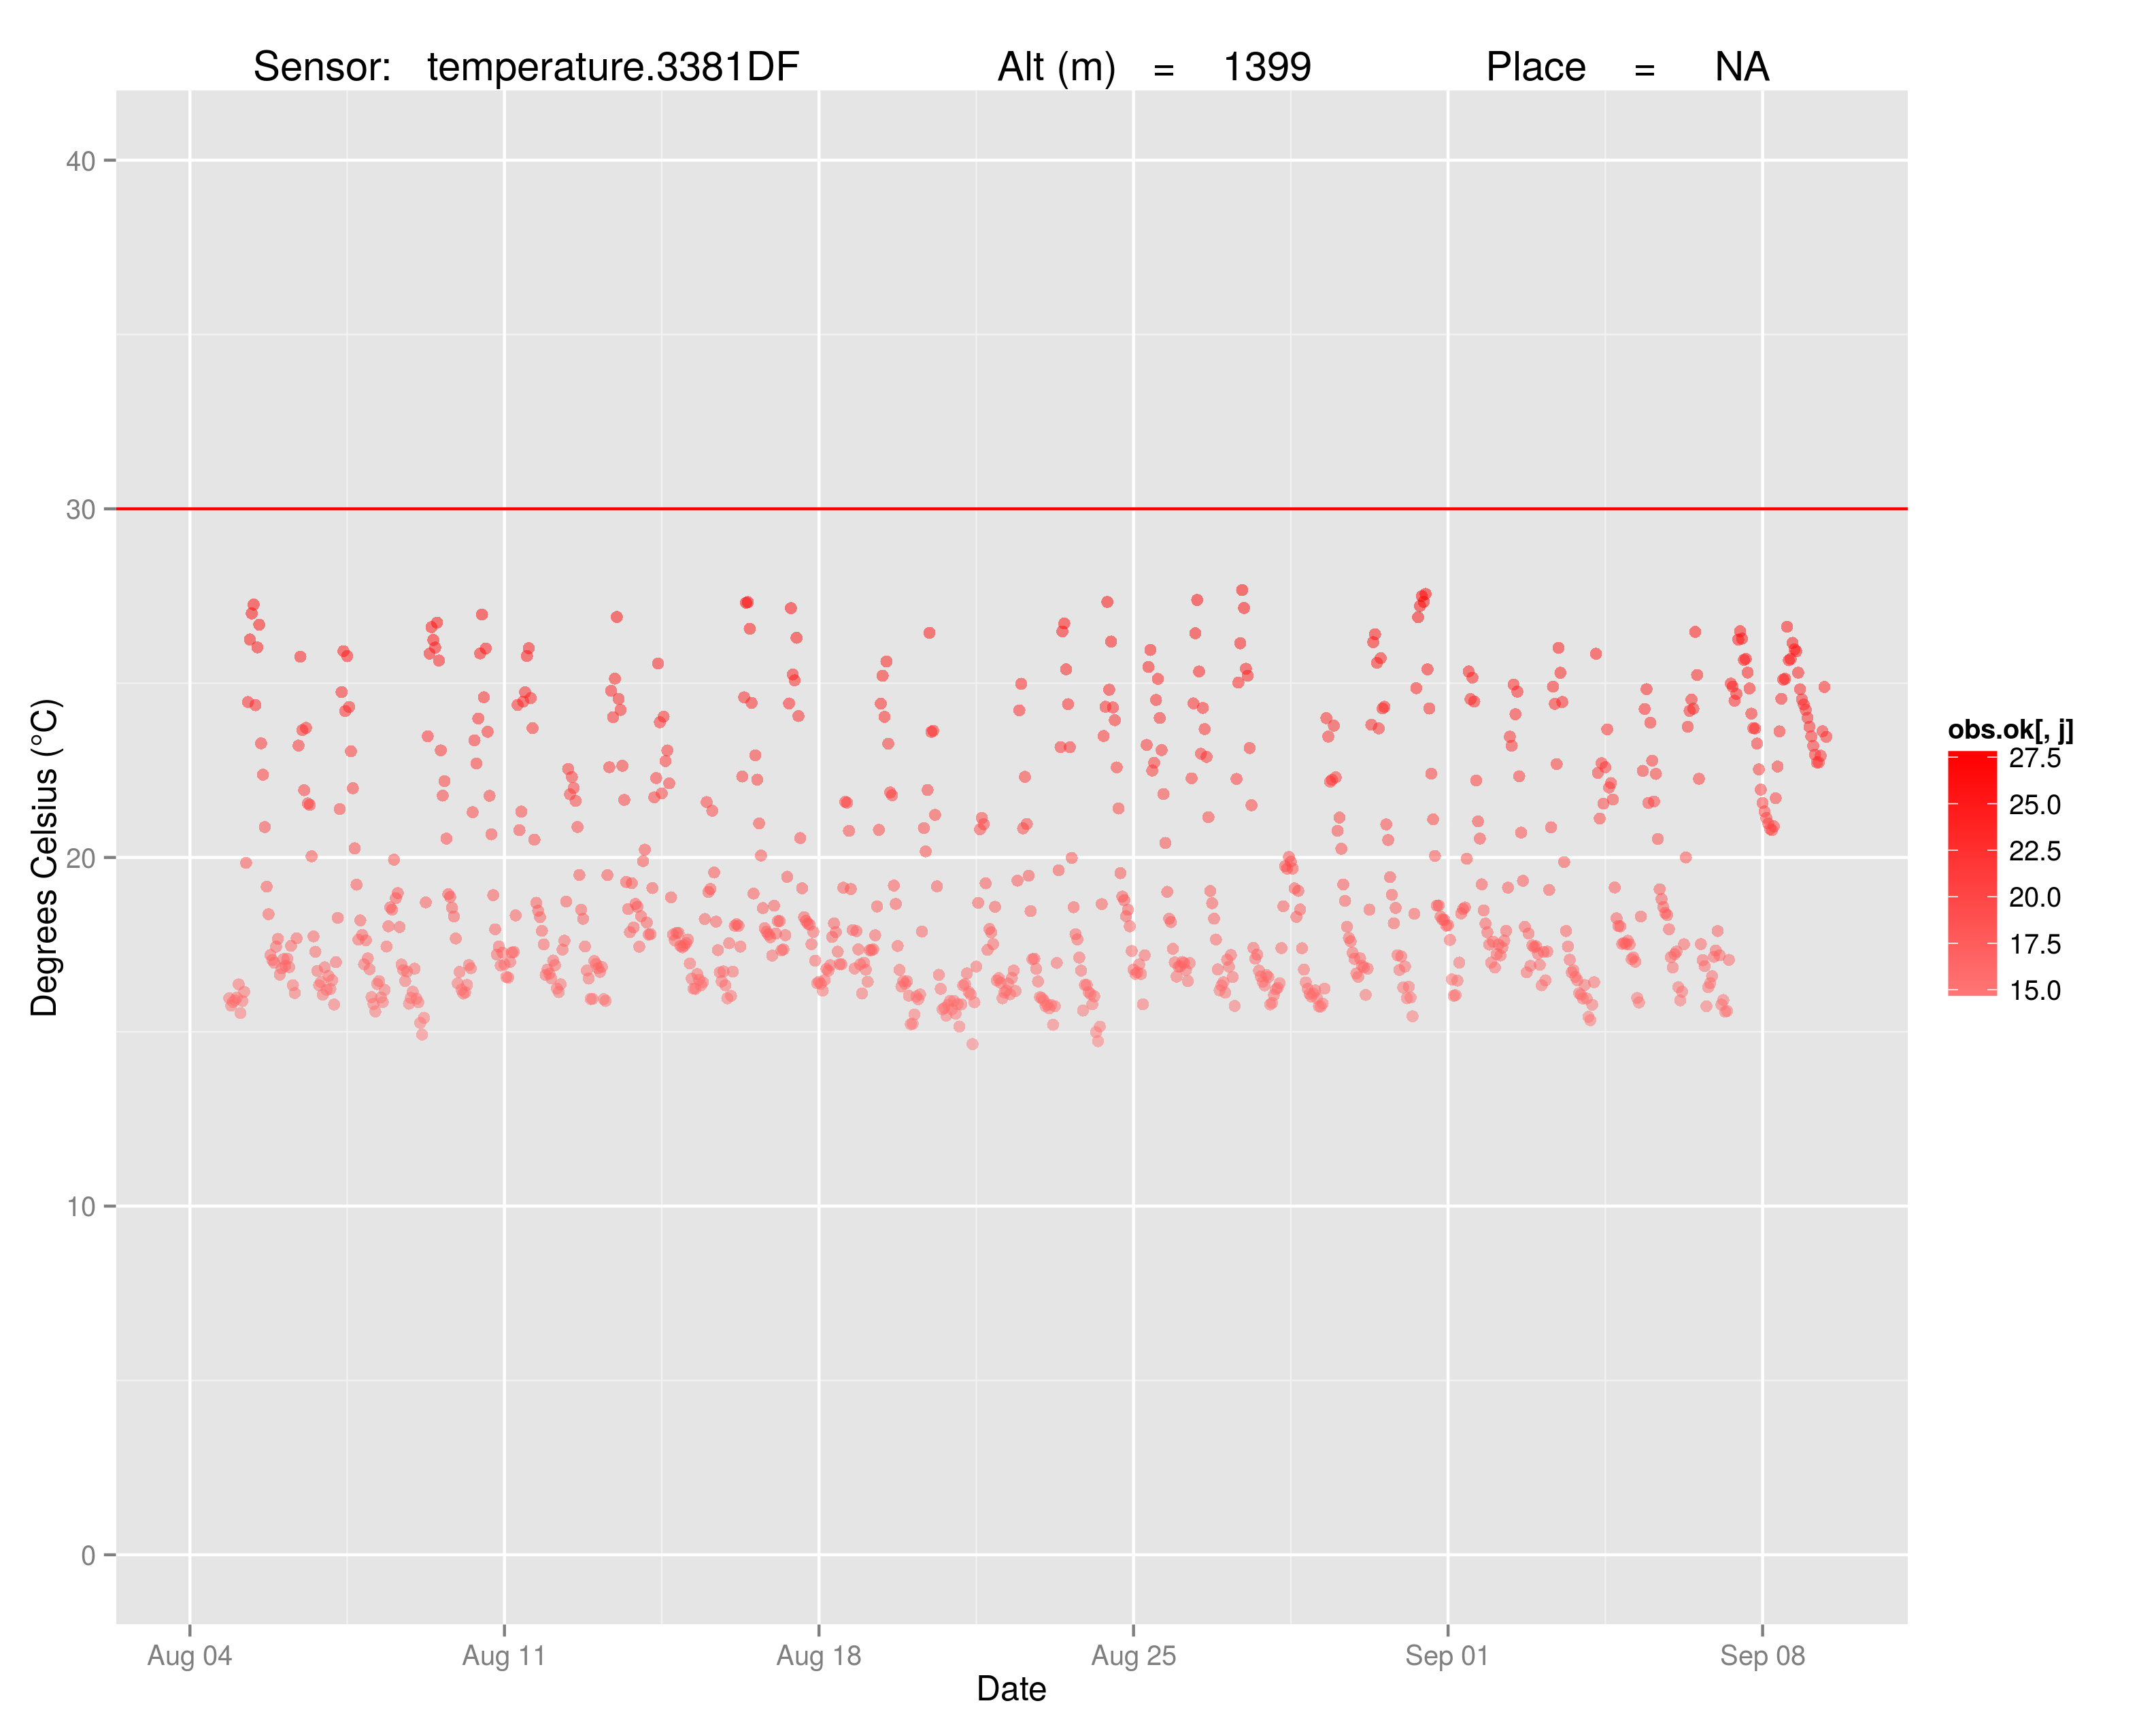 Sensor: temperature.3381DF Alt (m) = 1399 Place = NA
40
30
20
10
0
Degrees Celsius (°C)
Aug 04 Aug 11 Aug 18 Aug 25 Sep 01 Sep 08
Date
obs.ok[, j]
27.5
25.0
22.5
20.0
17.5
15.0